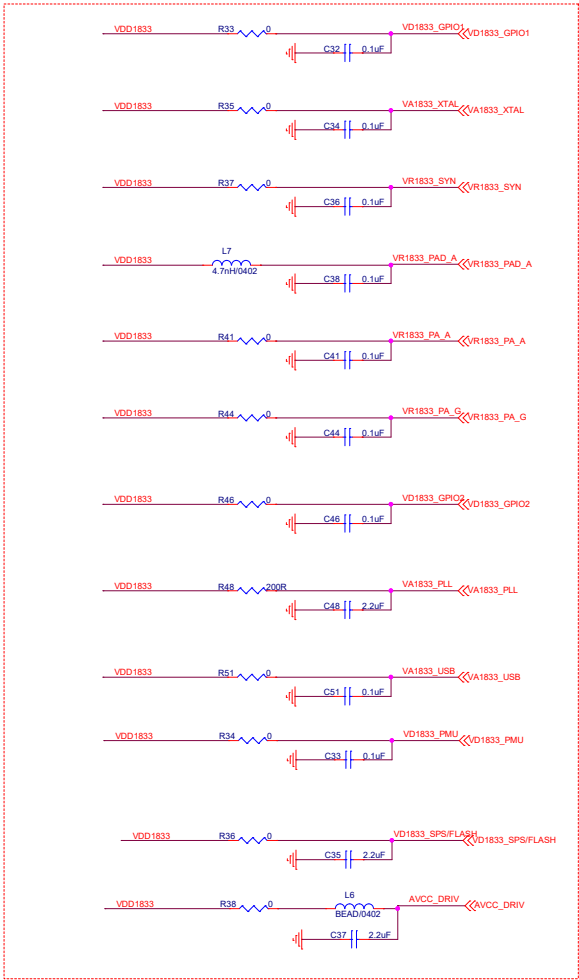 VDD1833 R33 0 VD1833_GPIO1 VD1833_GPIO1
C32 0.1uF
VDD1833 R35 0 VA1833_XTAL VA1833_XTAL
C34 0.1uF
VDD1833 R37 0 VR1833_SYN VR1833_SYN
C36 0.1uF
L7
VDD1833 VR1833_PAD_A VR1833_PAD_A
4.7nH/0402
C38 0.1uF
VDD1833 R41 0 VR1833_PA_A VR1833_PA_A
C41 0.1uF
VDD1833 R44 0 VR1833_PA_G VR1833_PA_G
C44 0.1uF
VDD1833 R46 0 VD1833_GPIO2 VD1833_GPIO2
C46 0.1uF
VDD1833 R48 200R VA1833_PLL VA1833_PLL
C48 2.2uF
VDD1833 R51 0 VA1833_USB VA1833_USB
C51 0.1uF
VDD1833 R34 0 VD1833_PMU VD1833_PMU
C33 0.1uF
VDD1833 R36 0 VD1833_SPS/FLASH VD1833_SPS/FLASH
C35 2.2uF
L6
VDD1833 R38 0 AVCC_DRIV AVCC_DRIV
BEAD/0402
C37 2.2uF